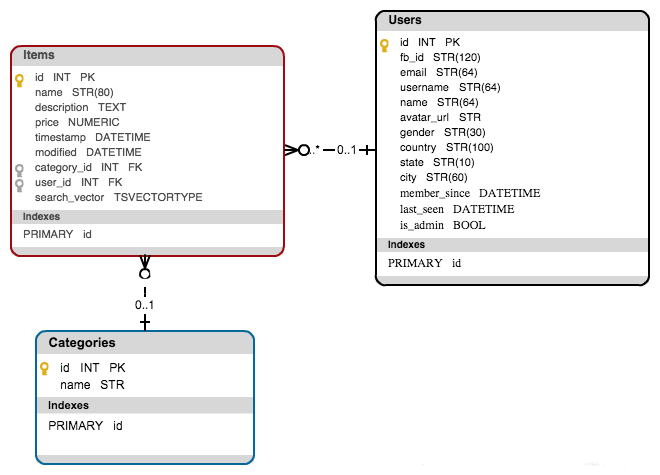 Items
id INT PK
name STR(80)
description TEXT
price NUMERIC
timestamp DATETIME
modified DATETIME
category_id INT FK
user_id INT FK
search_vector TSVECTORTYPE
Indexes
PRIMARY id
..* 0..1
Users
id INT PK
fb_id STR(120)
email STR(64)
username STR(64)
name STR(64)
avatar_url STR
gender STR(30)
country STR(100)
state STR(10)
city STR(60)
member_since DATETIME
last_seen DATETIME
is_admin BOOL
Indexes
PRIMARY id
0..1
Categories
id INT PK
name STR
Indexes
PRIMARY id